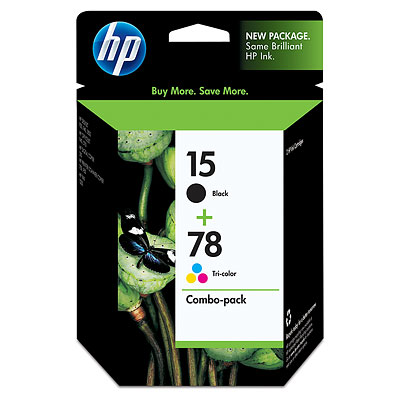 hp
NEW PACKAGE.
Same Brilliant
HP Ink.
Buy More. Save More.
15
Black
+
78
Tri-color
Combo-pack